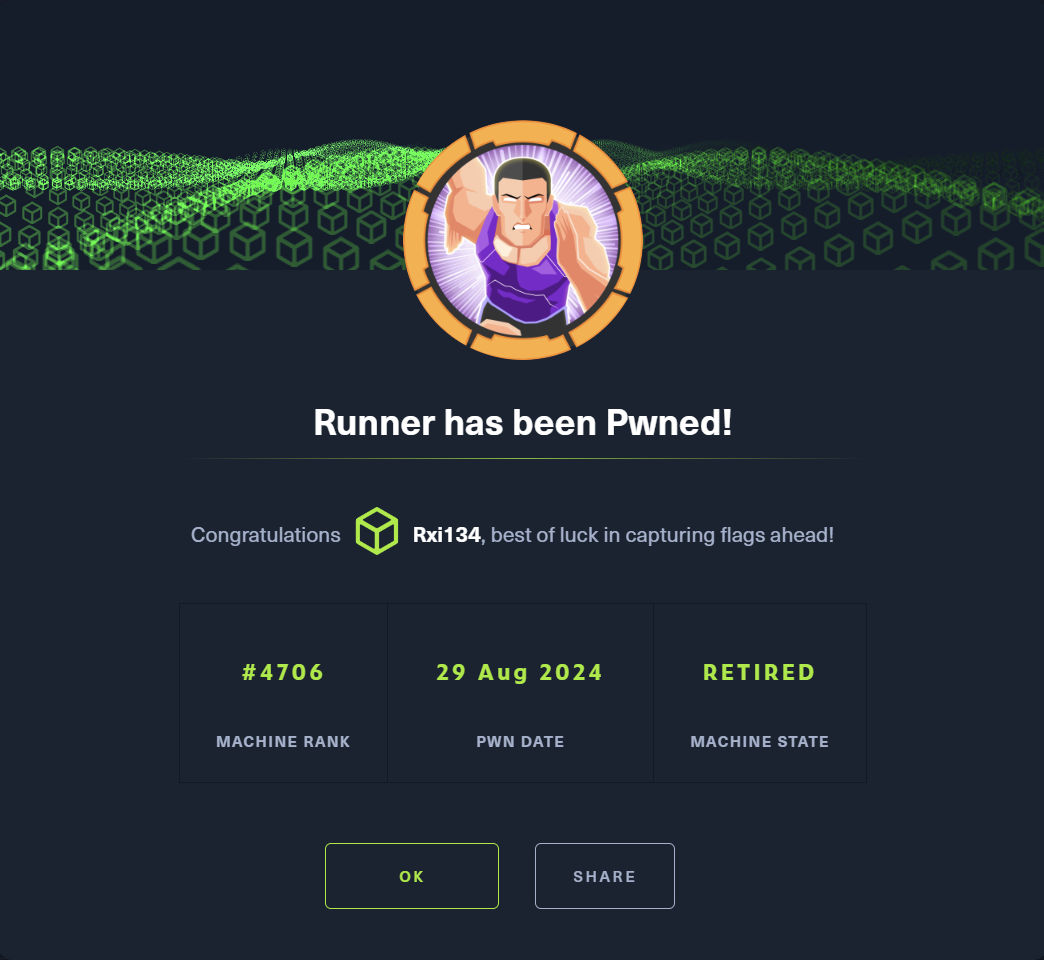 Runner has been Pwned!
Congratulations Rxi134, best of luck in capturing flags ahead!
#4706 29 Aug 2024 RETIRED
MACHINE RANK PWN DATE MACHINE STATE
OK SHARE